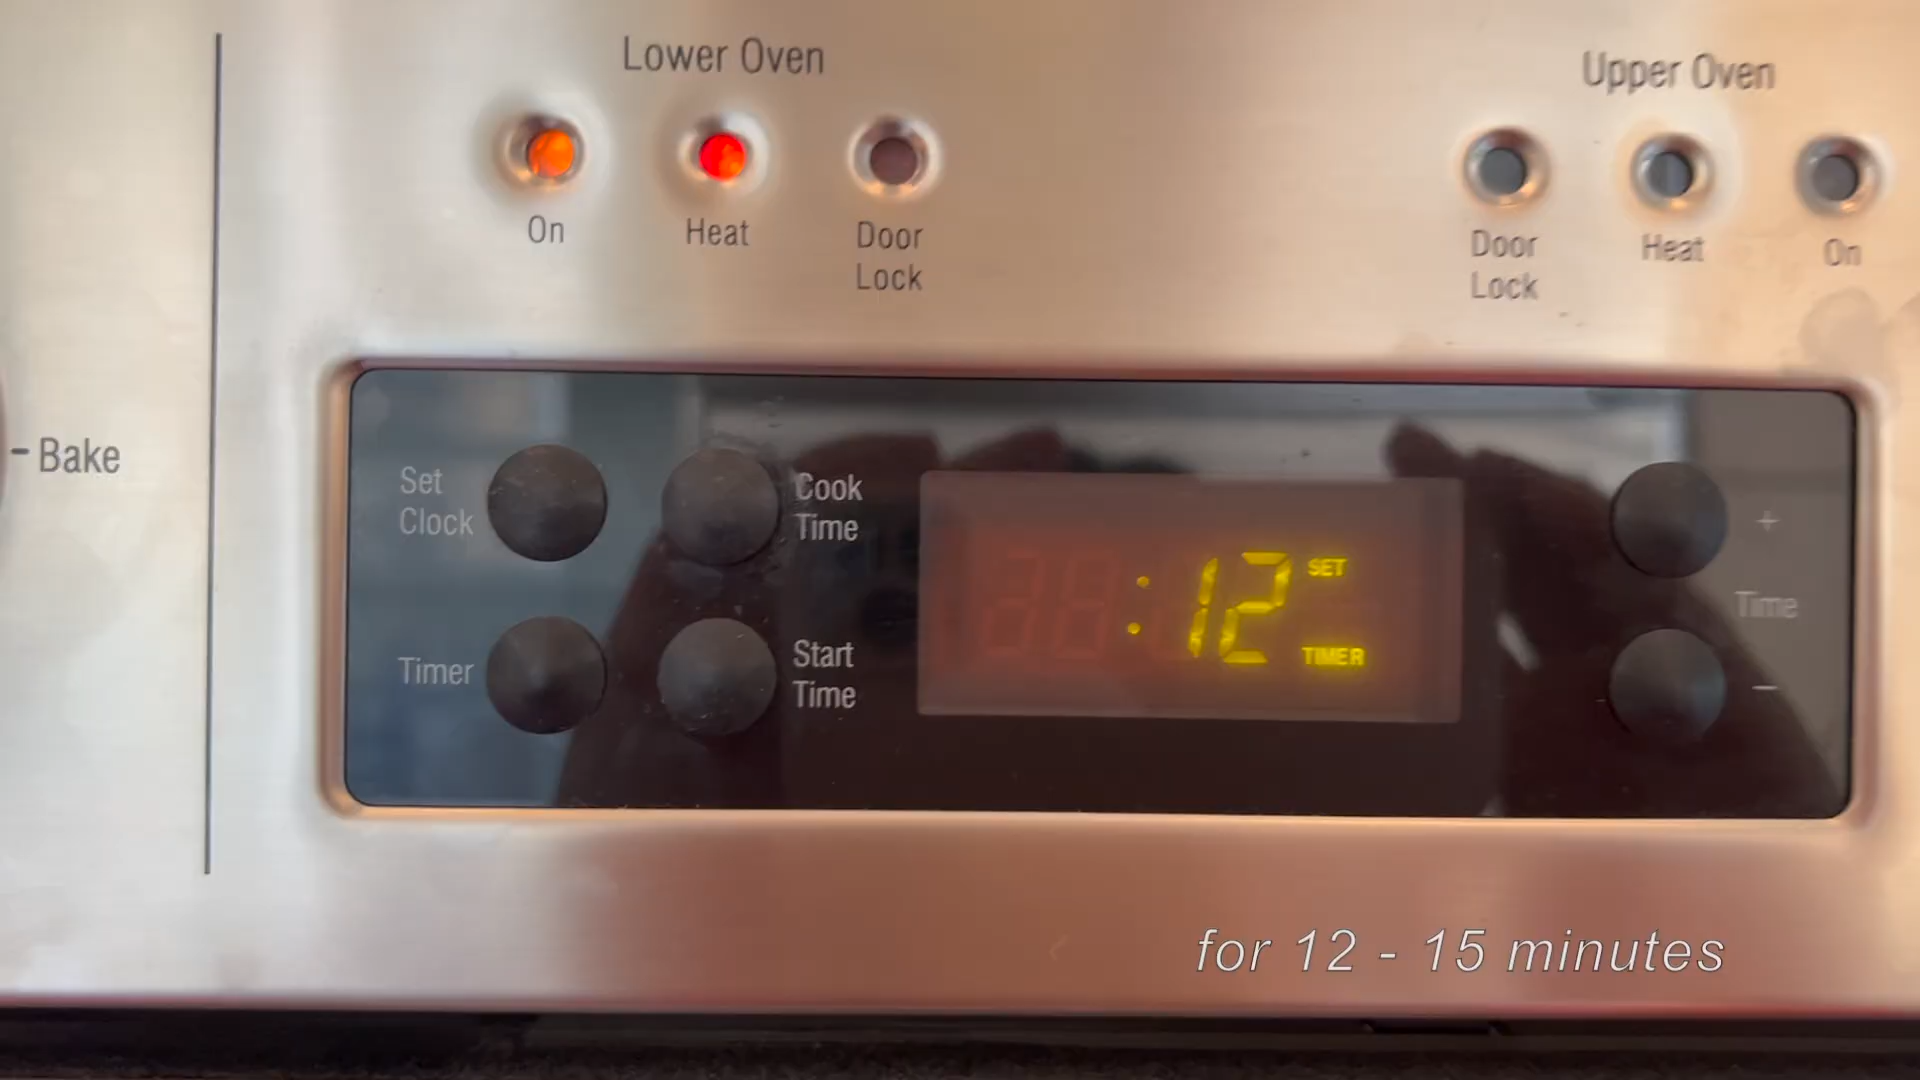 Lower Oven
Upper Oven
On
Heat
Door
Lock
Door
Lock
Heat
On
Bake
Set
Clock
Cook
Time
+
:12
SET
TIMER
Time
Timer
Start
Time
-
for 12 - 15 minutes